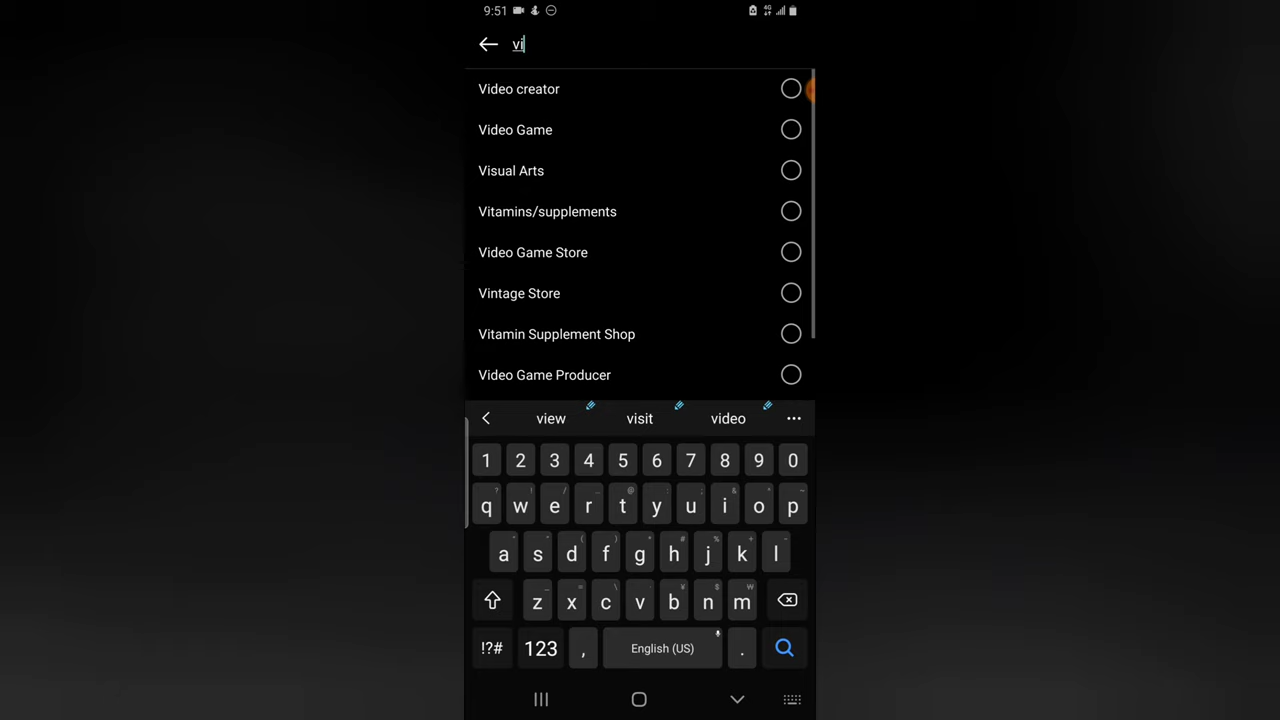 9:51
4G
vi
Video creator
Video Game
Visual Arts
Vitamins/supplements
Video Game Store
Vintage Store
Vitamin Supplement Shop
Video Game Producer
view visit video
1 2 3 4 5 6 7 8 9 0
q w e r t y u i o p
a s d f g h j k l
z x c v b n m
!?# 123 , English (US) .